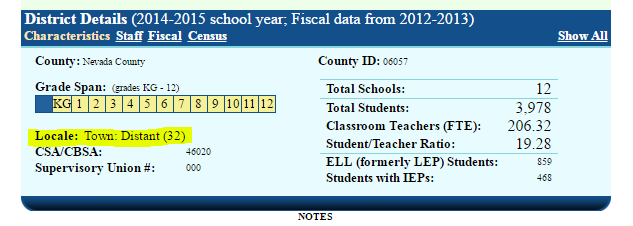 District Details (2014-2015 school year; Fiscal data from 2012-2013)
Characteristics Staff Fiscal Census Show All
County: Nevada County
County ID: 06057
Grade Span: (grades KG - 12)
KG 1 2 3 4 5 6 7 8 9 10 11 12
Locale: Town: Distant (32)
CSA/CBSA: 46020
Supervisory Union #: 000
Total Schools: 12
Total Students: 3,978
Classroom Teachers (FTE): 206.32
Student/Teacher Ratio: 19.28
ELL (formerly LEP) Students: 859
Students with IEPs: 468
NOTES